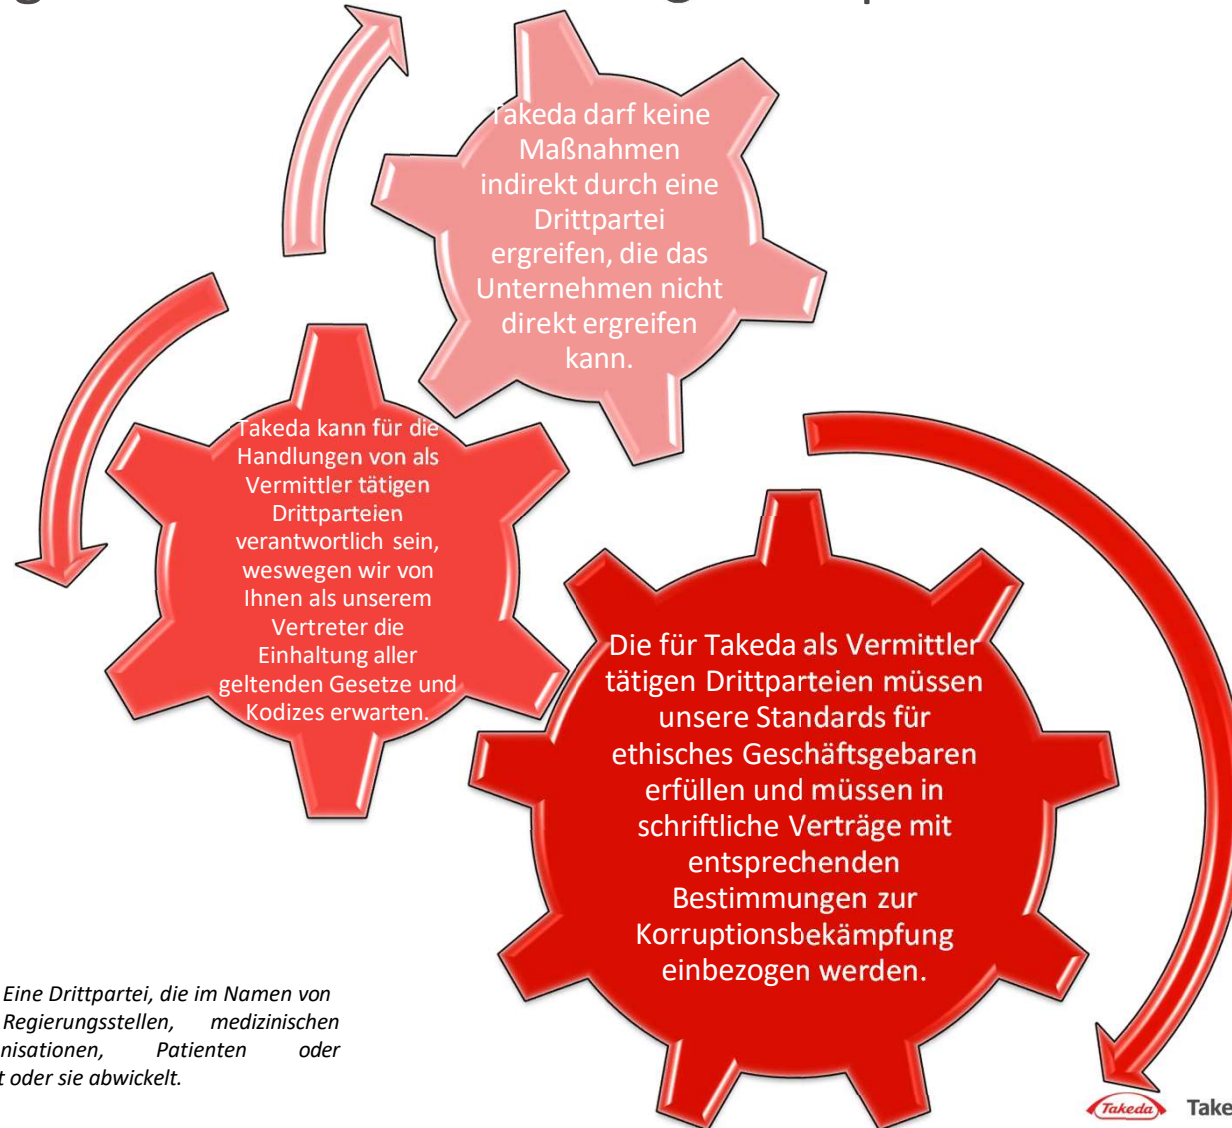 Takeda darf keine
Maßnahmen
indirekt durch eine
Drittpartei
ergreifen, die das
Unternehmen nicht
direkt ergreifen
kann.
Takeda kann für die
Handlungen von als
Vermittler tätigen
Drittparteien
verantwortlich sein,
weswegen wir von
Ihnen als unserem
Vertreter die
Einhaltung aller
geltenden Gesetze und
Kodizes erwarten.
Die für Takeda als Vermittler
tätigen Drittparteien müssen
unsere Standards für
ethisches Geschäftsgebaren
erfüllen und müssen in
schriftliche Verträge mit
entsprechenden
Bestimmungen zur
Korruptionsbekämpfung
einbezogen werden.
Eine Drittpartei, die im Namen von
Regierungsstellen, medizinischen
nisationen, Patienten oder
t oder sie abwickelt.
Takeda Take